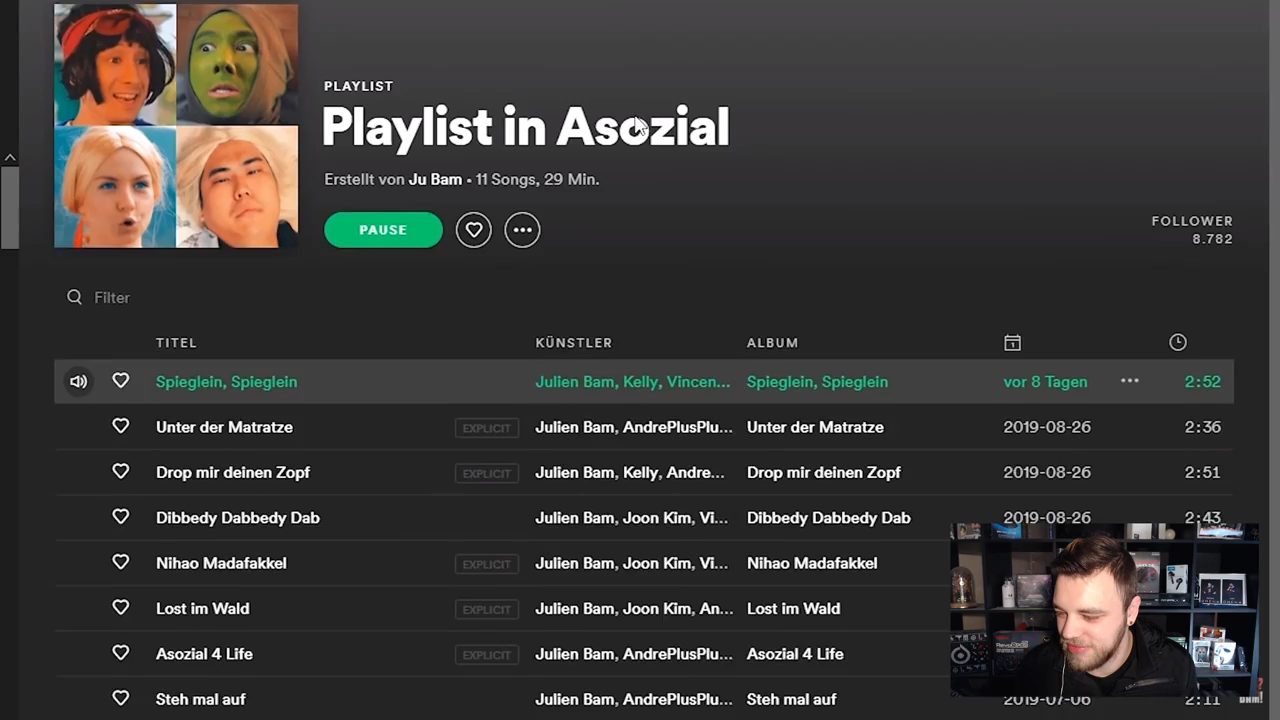 PLAYLIST
Playlist in Asozial
Erstellt von Ju Bam • 11 Songs, 29 Min.
PAUSE
FOLLOWER
8.782
Filter
TITEL KÜNSTLER ALBUM
Spieglein, Spieglein Julien Bam, Kelly, Vincen... Spieglein, Spieglein vor 8 Tagen 2:52
Unter der Matratze EXPLICIT Julien Bam, AndrePlusPlu... Unter der Matratze 2019-08-26 2:36
Drop mir deinen Zopf EXPLICIT Julien Bam, Kelly, Andre... Drop mir deinen Zopf 2019-08-26 2:51
Dibbedy Dabbedy Dab Julien Bam, Joon Kim, Vi... Dibbedy Dabbedy Dab 2019-08-26 2:43
Nihao Madafakkel EXPLICIT Julien Bam, Joon Kim, Vi... Nihao Madafakkel
Lost im Wald EXPLICIT Julien Bam, Joon Kim, An... Lost im Wald
Asozial 4 Life EXPLICIT Julien Bam, AndrePlusPlu... Asozial 4 Life
Steh mal auf Julien Bam, AndrePlusPlu... Steh mal auf 2019-07-06 2:11